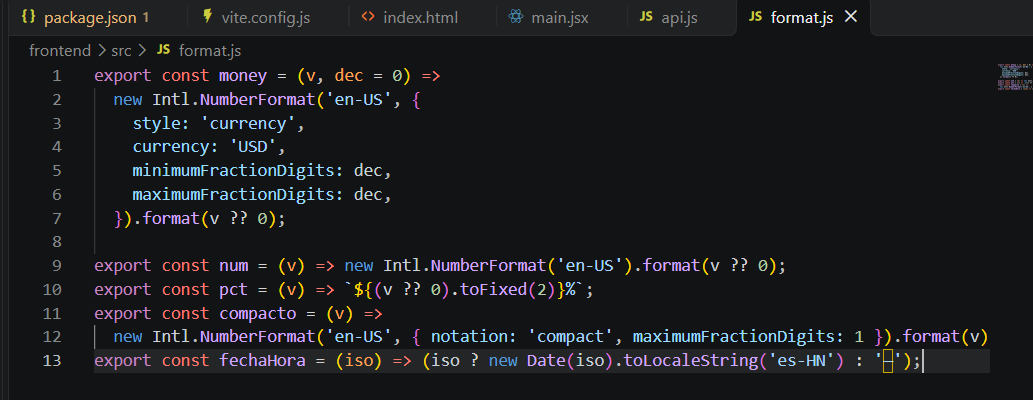 {} package.json 1 vite.config.js <> index.html main.jsx JS api.js JS format.js ×
frontend > src > JS format.js
1 export const money = (v, dec = 0) =>
2   new Intl.NumberFormat('en-US', {
3     style: 'currency',
4     currency: 'USD',
5     minimumFractionDigits: dec,
6     maximumFractionDigits: dec,
7   }).format(v ?? 0);
8
9 export const num = (v) => new Intl.NumberFormat('en-US').format(v ?? 0);
10 export const pct = (v) => `${(v ?? 0).toFixed(2)}%`;
11 export const compacto = (v) =>
12   new Intl.NumberFormat('en-US', { notation: 'compact', maximumFractionDigits: 1 }).format(v)
13 export const fechaHora = (iso) => (iso ? new Date(iso).toLocaleString('es-HN') : '–');